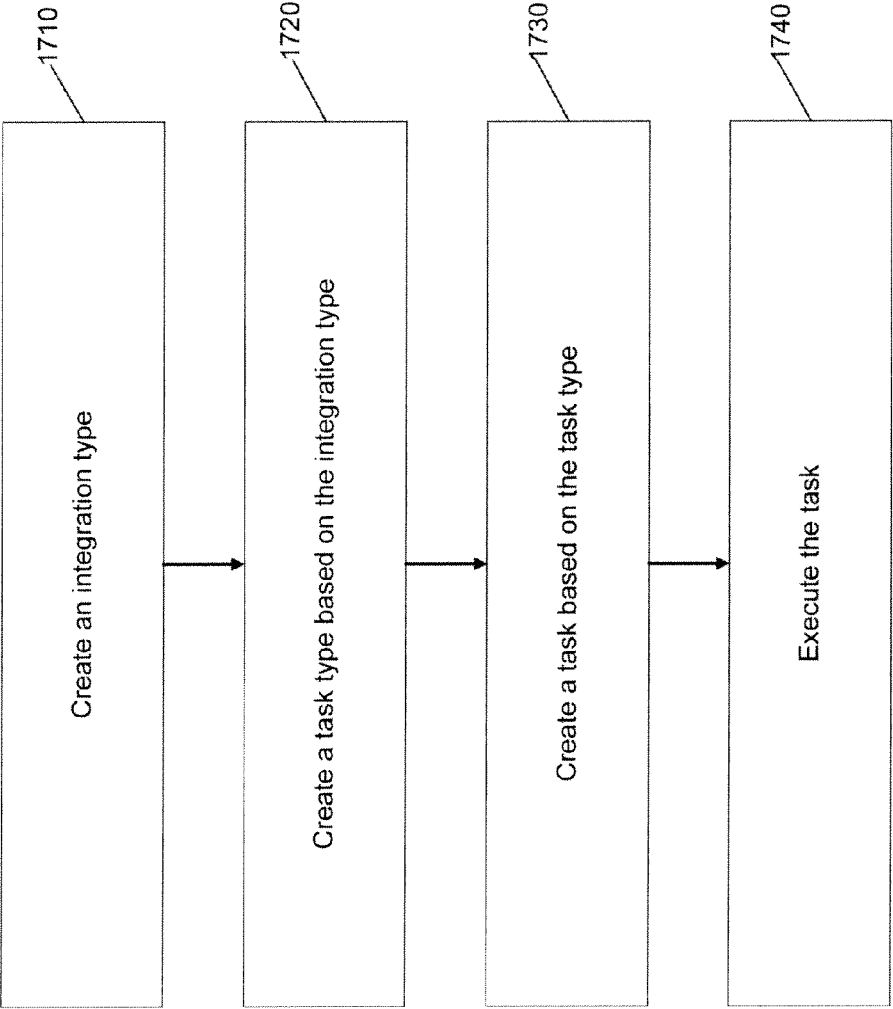 1710
Create an integration type
1720
Create a task type based on the integration type
1730
Create a task based on the task type
1740
Execute the task